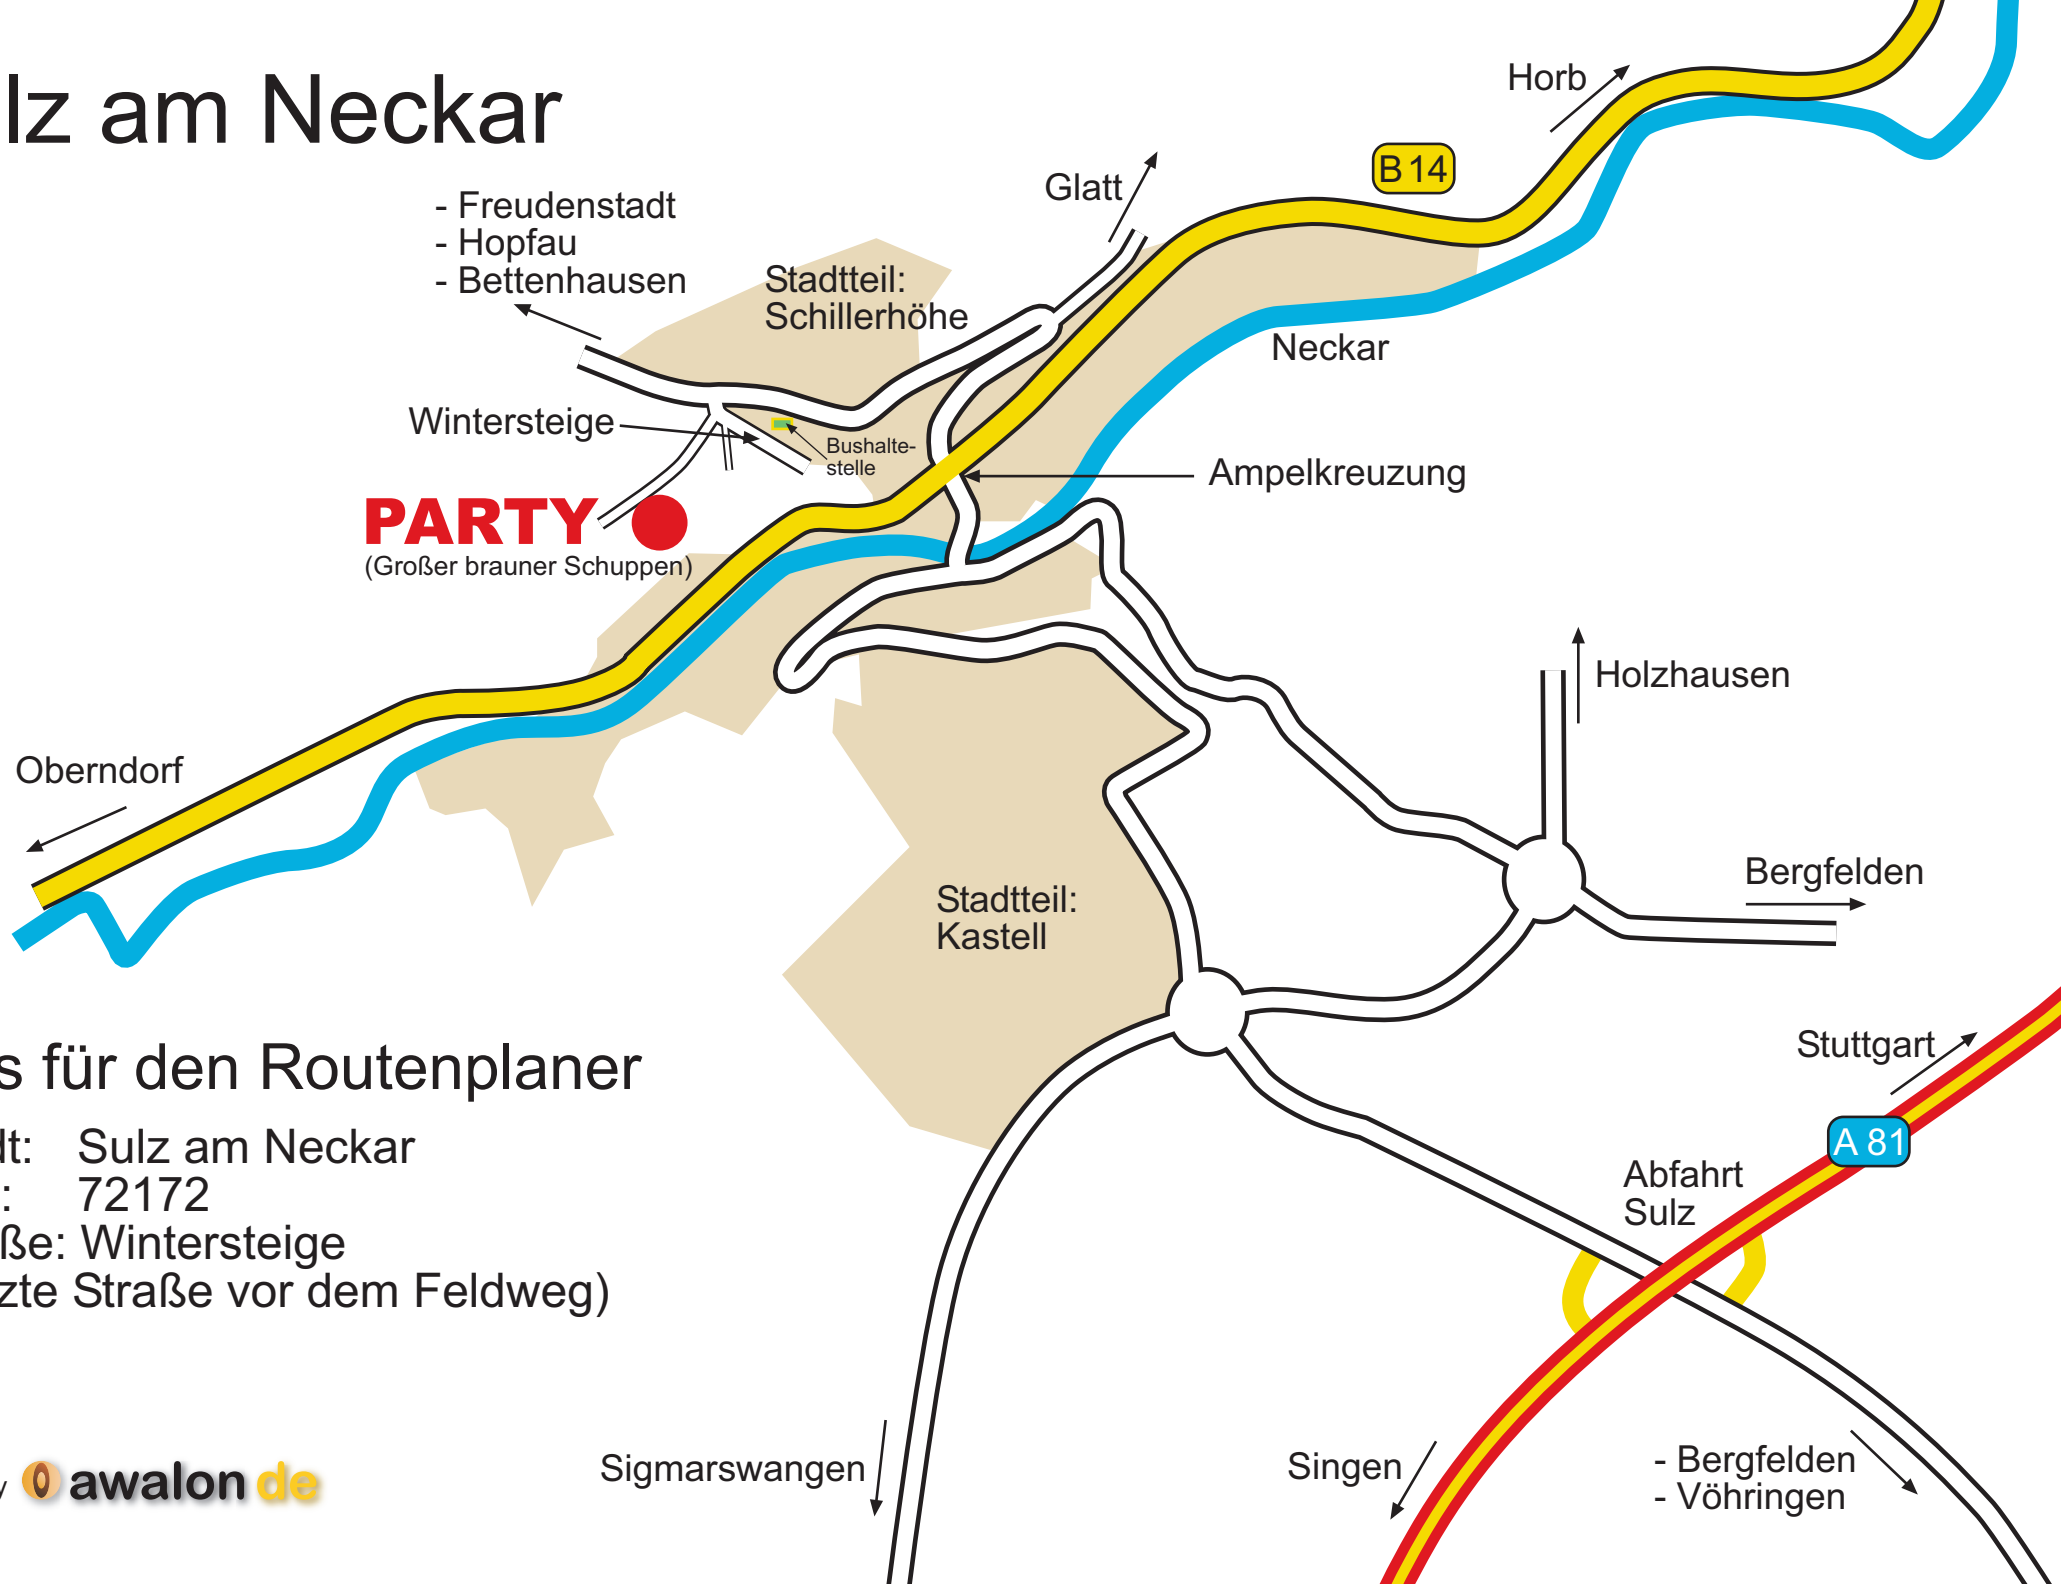 lz am Neckar
Horb
B 14
Glatt
- Freudenstadt
- Hopfau
- Bettenhausen
Stadtteil:
Schillerhöhe
Neckar
Wintersteige
Bushalte-
stelle
Ampelkreuzung
PARTY
(Großer brauner Schuppen)
Holzhausen
Oberndorf
Bergfelden
Stadtteil:
Kastell
s für den Routenplaner
Stuttgart
A 81
dt: Sulz am Neckar
: 72172
ße: Wintersteige
zte Straße vor dem Feldweg)
Abfahrt
Sulz
Sigmarswangen
Singen
- Bergfelden
- Vöhringen
y awalon de